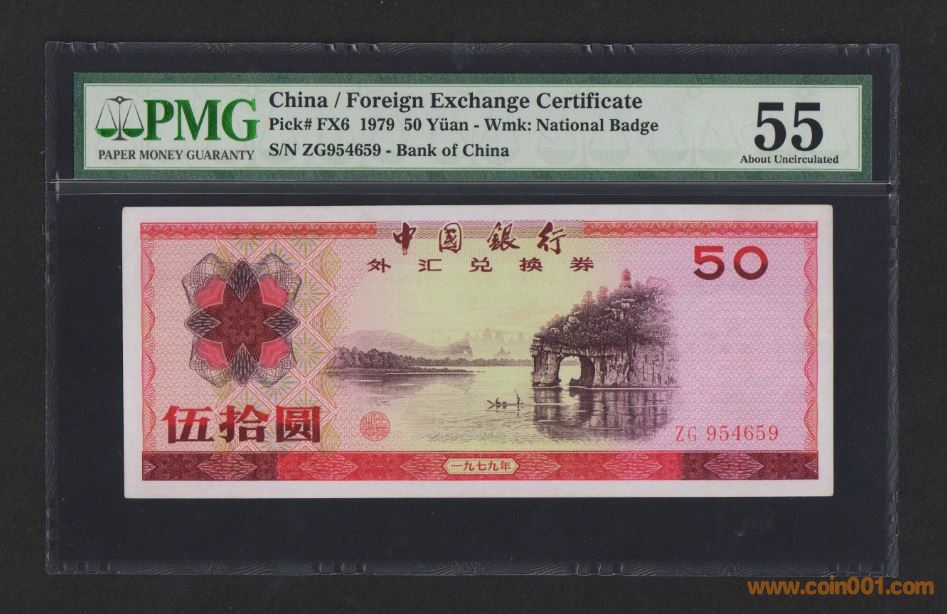 PMG
PAPER MONEY GUARANTY
China / Foreign Exchange Certificate
Pick# FX6 1979 50 Yüan - Wmk: National Badge
S/N ZG954659 - Bank of China
55
About Uncirculated
中國銀行
外汇兑换券
50
伍拾圆
ZG 954659
一九七九年
www.coin001.com